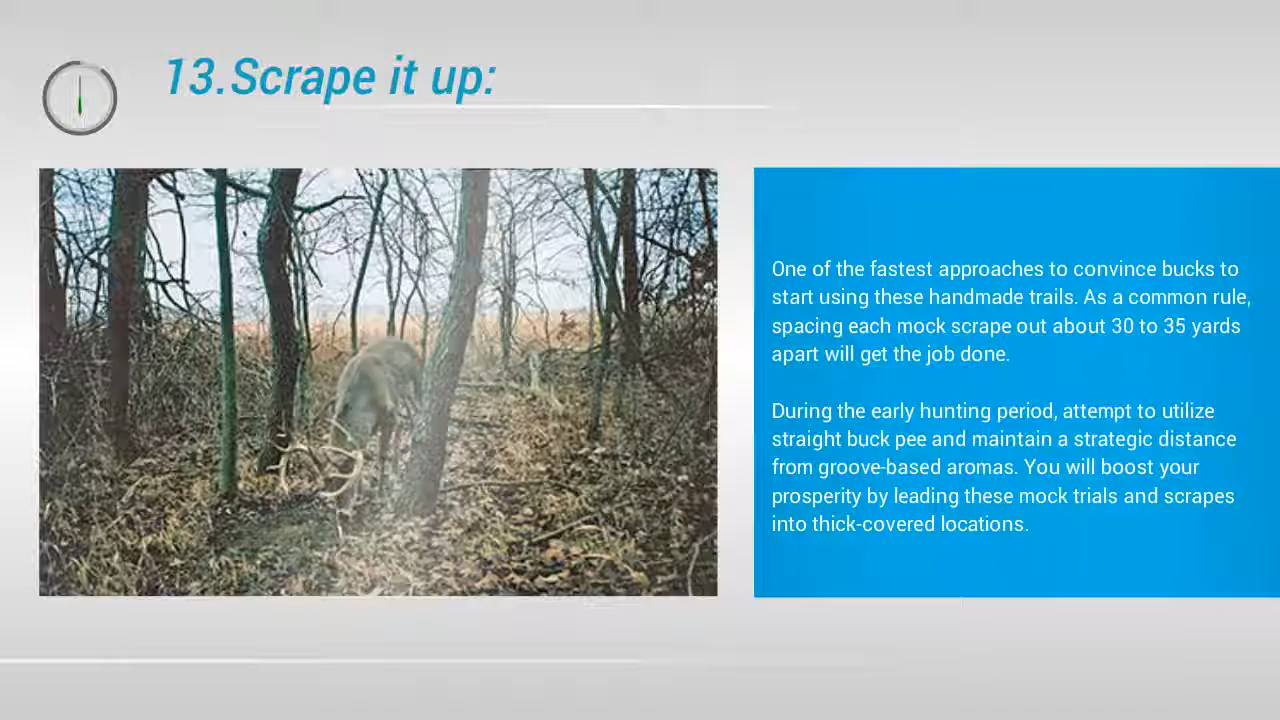 13.Scrape it up:
One of the fastest approaches to convince bucks to
start using these handmade trails. As a common rule,
spacing each mock scrape out about 30 to 35 yards
apart will get the job done.
During the early hunting period, attempt to utilize
straight buck pee and maintain a strategic distance
from groove-based aromas. You will boost your
prosperity by leading these mock trials and scrapes
into thick-covered locations.